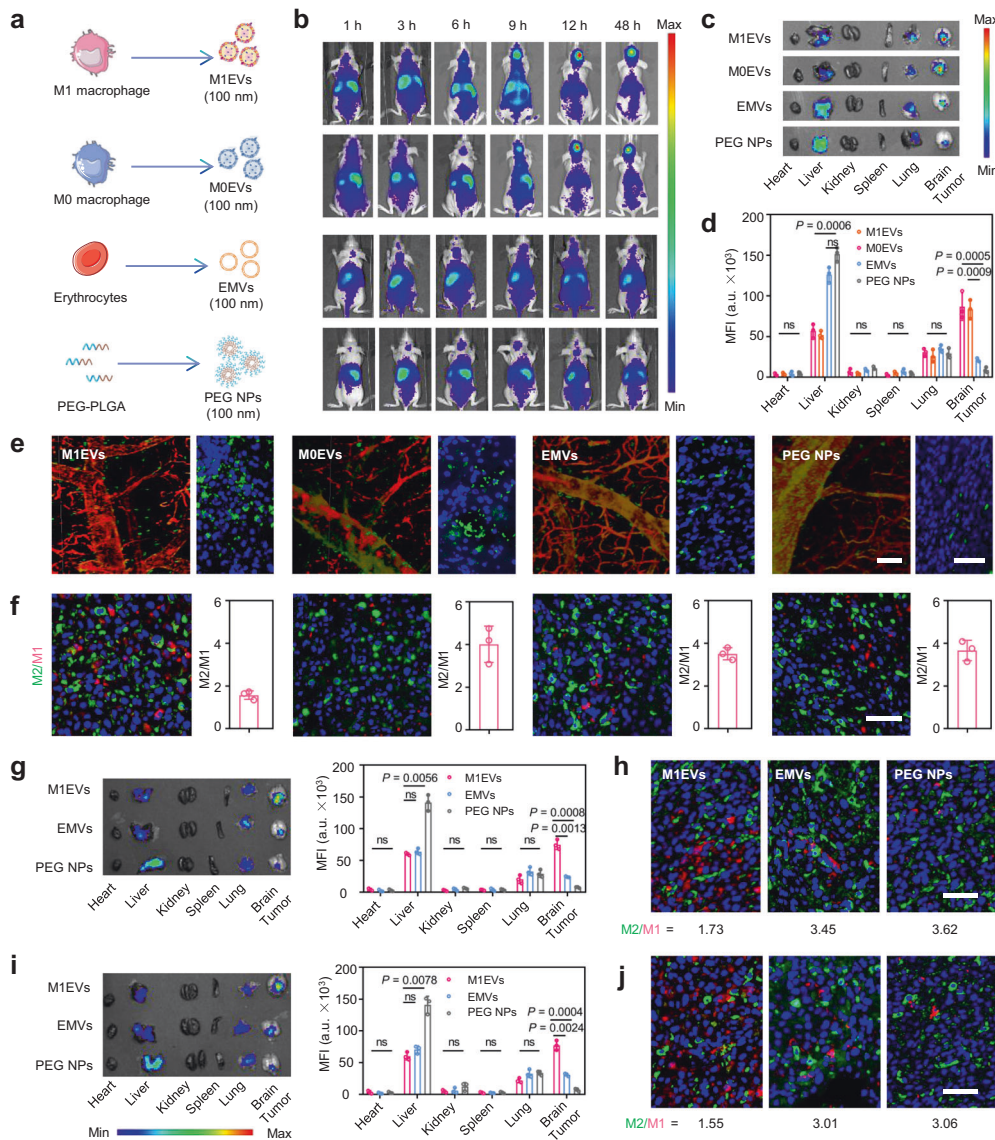 a
M1 macrophage
M1EVs
(100 nm)
M0 macrophage
M0EVs
(100 nm)
Erythrocytes
EMVs
(100 nm)
PEG-PLGA
PEG NPs
(100 nm)
b
1 h 3 h 6 h 9 h 12 h 48 h
Max
Min
c
M1EVs
M0EVs
EMVs
PEG NPs
Heart Liver Kidney Spleen Lung Brain Tumor
Max
Min
d
MFI (a.u. ×10³)
200
150
100
50
0
P = 0.0006
ns
M1EVs
M0EVs
EMVs
PEG NPs
P = 0.0005
P = 0.0009
ns ns ns ns
Heart Liver Kidney Spleen Lung Brain Tumor
e
M1EVs M0EVs EMVs PEG NPs
f
M2/M1
M2/M1
6
4
2
0
M2/M1
6
4
2
0
M2/M1
6
4
2
0
M2/M1
6
4
2
0
g
M1EVs
EMVs
PEG NPs
Heart Liver Kidney Spleen Lung Brain Tumor
MFI (a.u. ×10³)
200
150
100
50
0
P = 0.0056
ns
M1EVs
EMVs
PEG NPs
P = 0.0008
P = 0.0013
ns ns ns ns
Heart Liver Kidney Spleen Lung Brain Tumor
h
M1EVs EMVs PEG NPs
M2/M1 = 1.73 3.45 3.62
i
M1EVs
EMVs
PEG NPs
Heart Liver Kidney Spleen Lung Brain Tumor
Min Max
MFI (a.u. ×10³)
200
150
100
50
0
P = 0.0078
ns
M1EVs
EMVs
PEG NPs
P = 0.0004
P = 0.0024
ns ns ns ns
Heart Liver Kidney Spleen Lung Brain Tumor
j
M2/M1 = 1.55 3.01 3.06